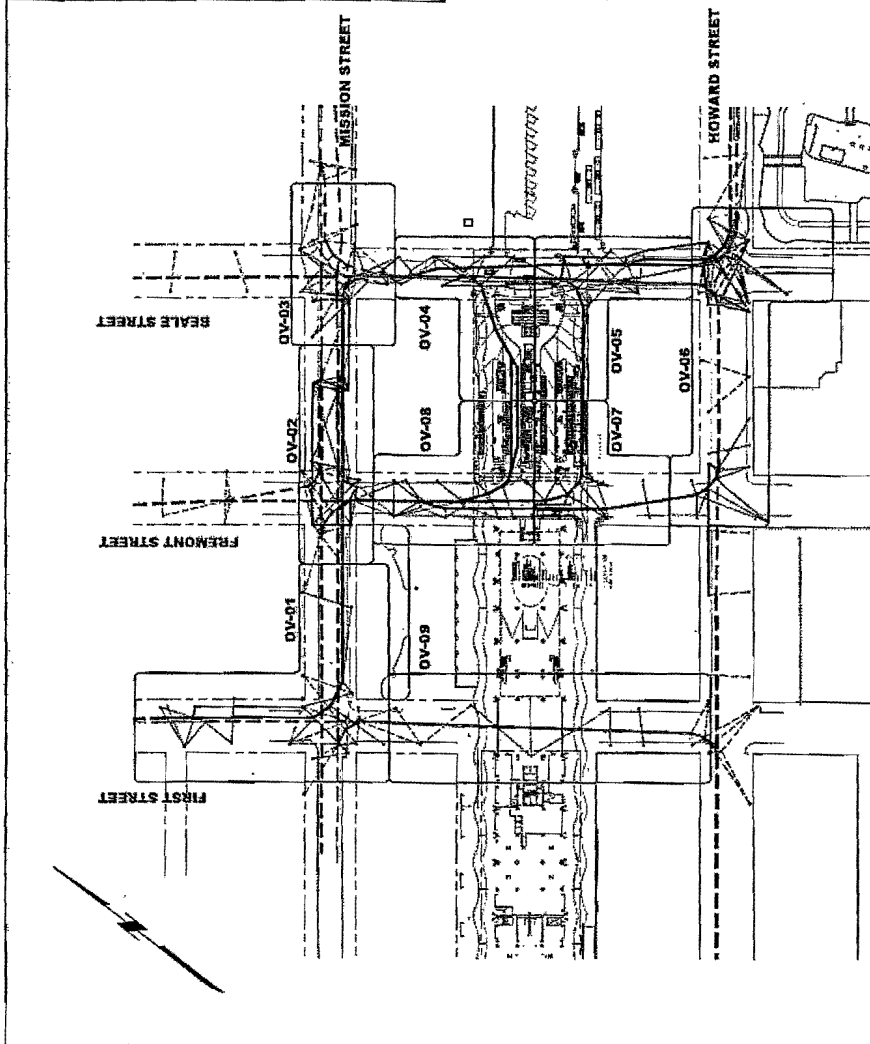 MISSION STREET
HOWARD STREET
BEALE STREET
OV-03
OV-04
OV-05
OV-06
OV-02
OV-08
OV-07
FREMONT STREET
OV-01
OV-09
FIRST STREET